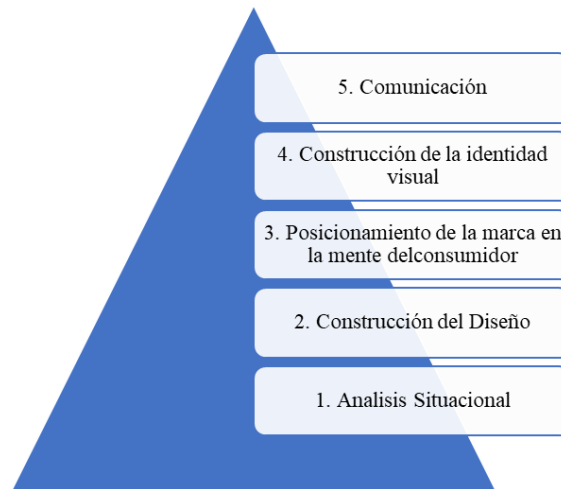 5. Comunicación
4. Construcción de la identidad
visual
3. Posicionamiento de la marca en
la mente delconsumidor
2. Construcción del Diseño
1. Analisis Situacional